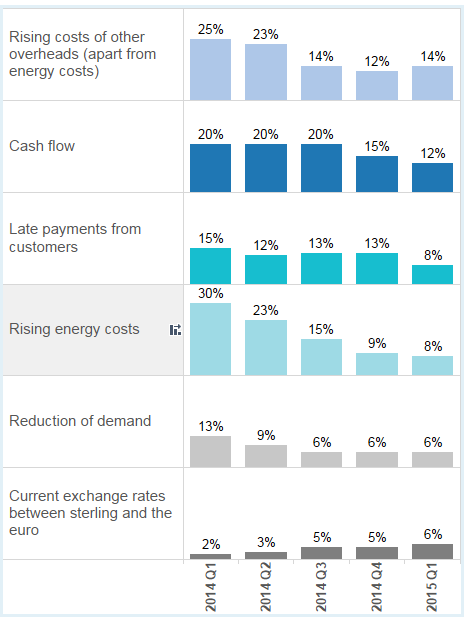 25% 23% 14% 12% 14%
Rising costs of other
overheads (apart from
energy costs)
20% 20% 20% 15% 12%
Cash flow
15% 12% 13% 13% 8%
Late payments from
customers
30% 23% 15% 9% 8%
Rising energy costs
13% 9% 6% 6% 6%
Reduction of demand
Current exchange rates
between sterling and the
euro
2% 3% 5% 5% 6%
2014 Q1 2014 Q2 2014 Q3 2014 Q4 2015 Q1